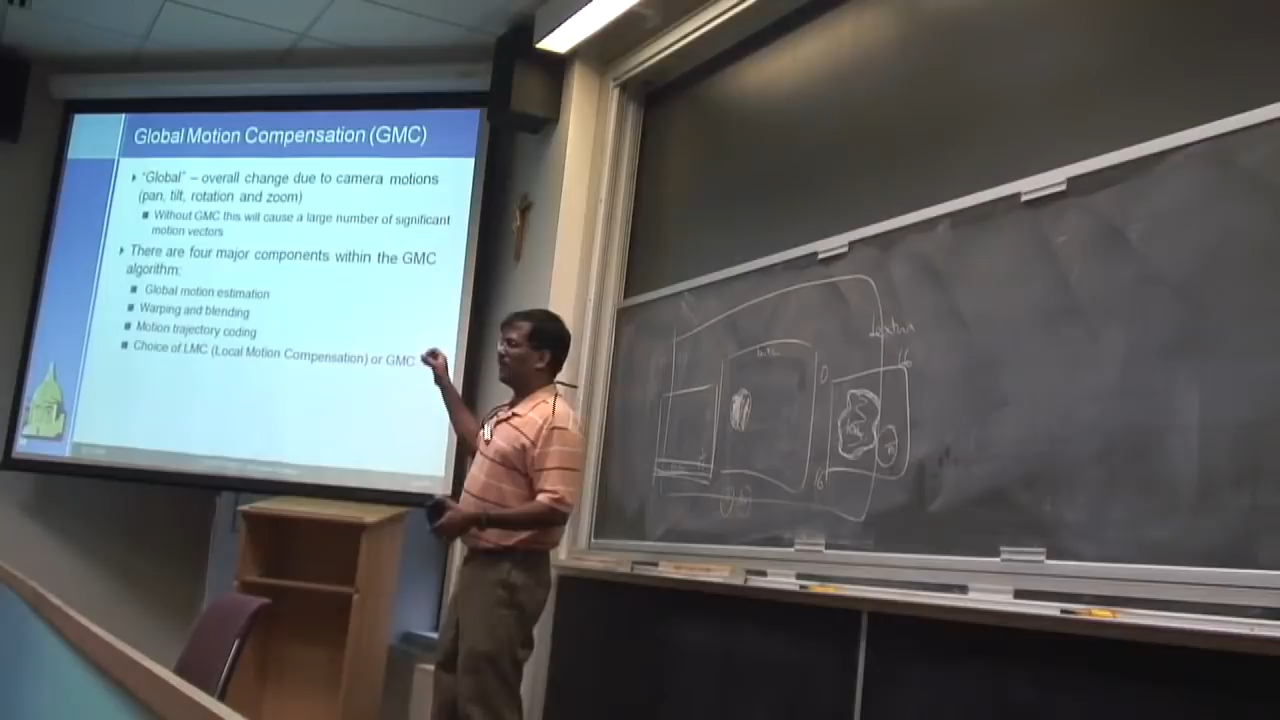 Global Motion Compensation (GMC)
"Global" – overall change due to camera motions
(pan, tilt, rotation and zoom)
Without GMC this will cause a large number of significant
motion vectors
There are four major components within the GMC
algorithm:
Global motion estimation
Warping and blending
Motion trajectory coding
Choice of LMC (Local Motion Compensation) or GMC
16
16